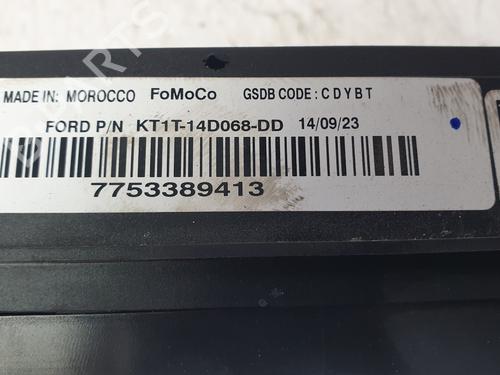 MADE IN: MOROCCO FoMoCo GSDB CODE : C D Y B T
FORD P/N KT1T-14D068-DD 14/09/23
7753389413